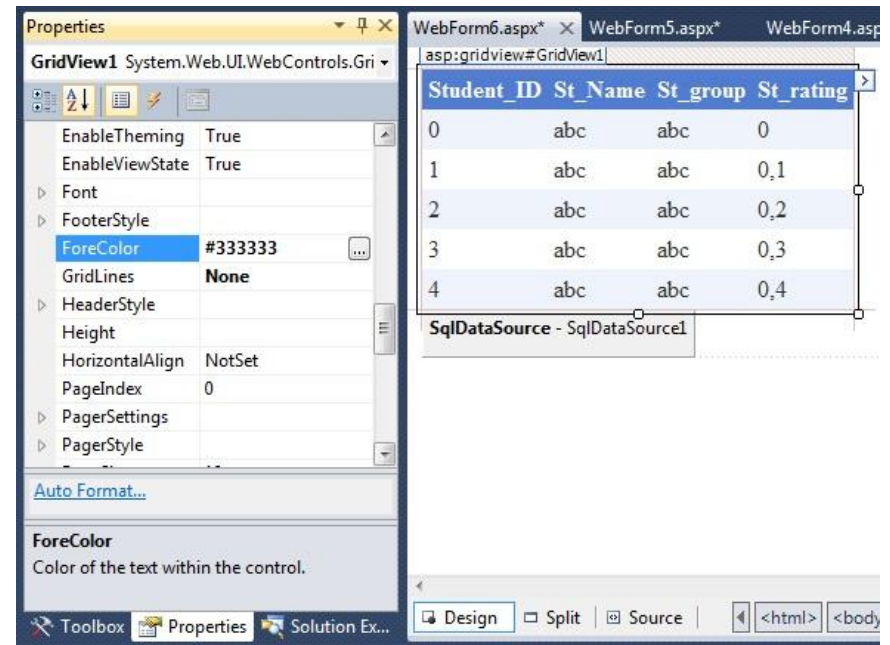 Properties
GridView1 System.Web.UI.WebControls.Gri
EnableTheming True
EnableViewState True
Font
FooterStyle
ForeColor #333333 ...
GridLines None
HeaderStyle
Height
HorizontalAlign NotSet
PageIndex 0
PagerSettings
PagerStyle
Auto Format...
ForeColor
Color of the text within the control.
Toolbox Properties Solution Ex...
WebForm6.aspx* WebForm5.aspx* WebForm4.asp
asp:gridview#GridView1
Student_ID St_Name St_group St_rating
0 abc abc 0
1 abc abc 0,1
2 abc abc 0,2
3 abc abc 0,3
4 abc abc 0,4
SqlDataSource - SqlDataSource1
Design Split Source <html> <body